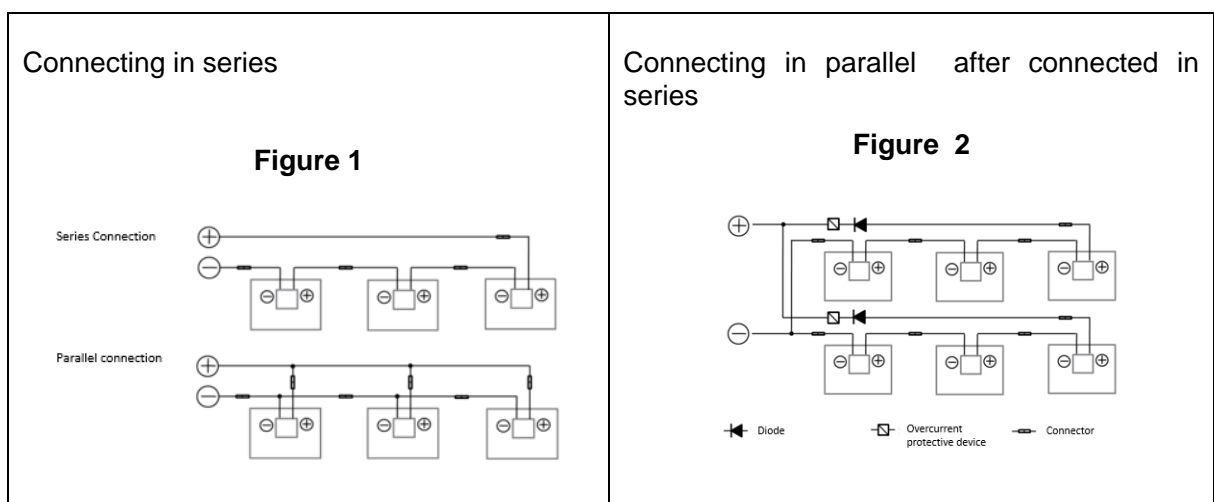 Connecting in series
Figure 1
Series Connection
+
−
− + − + − +
Parallel connection
+
−
− + − + − +
Connecting in parallel after connected in
series
Figure 2
+
− + − + − +
−
− + − + − +
Diode
Overcurrent
protective device
Connector